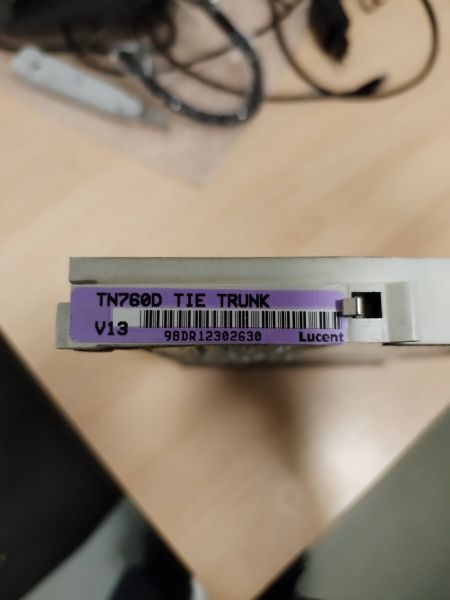 TN760D TIE TRUNK
V13
98DR12302630 Lucent